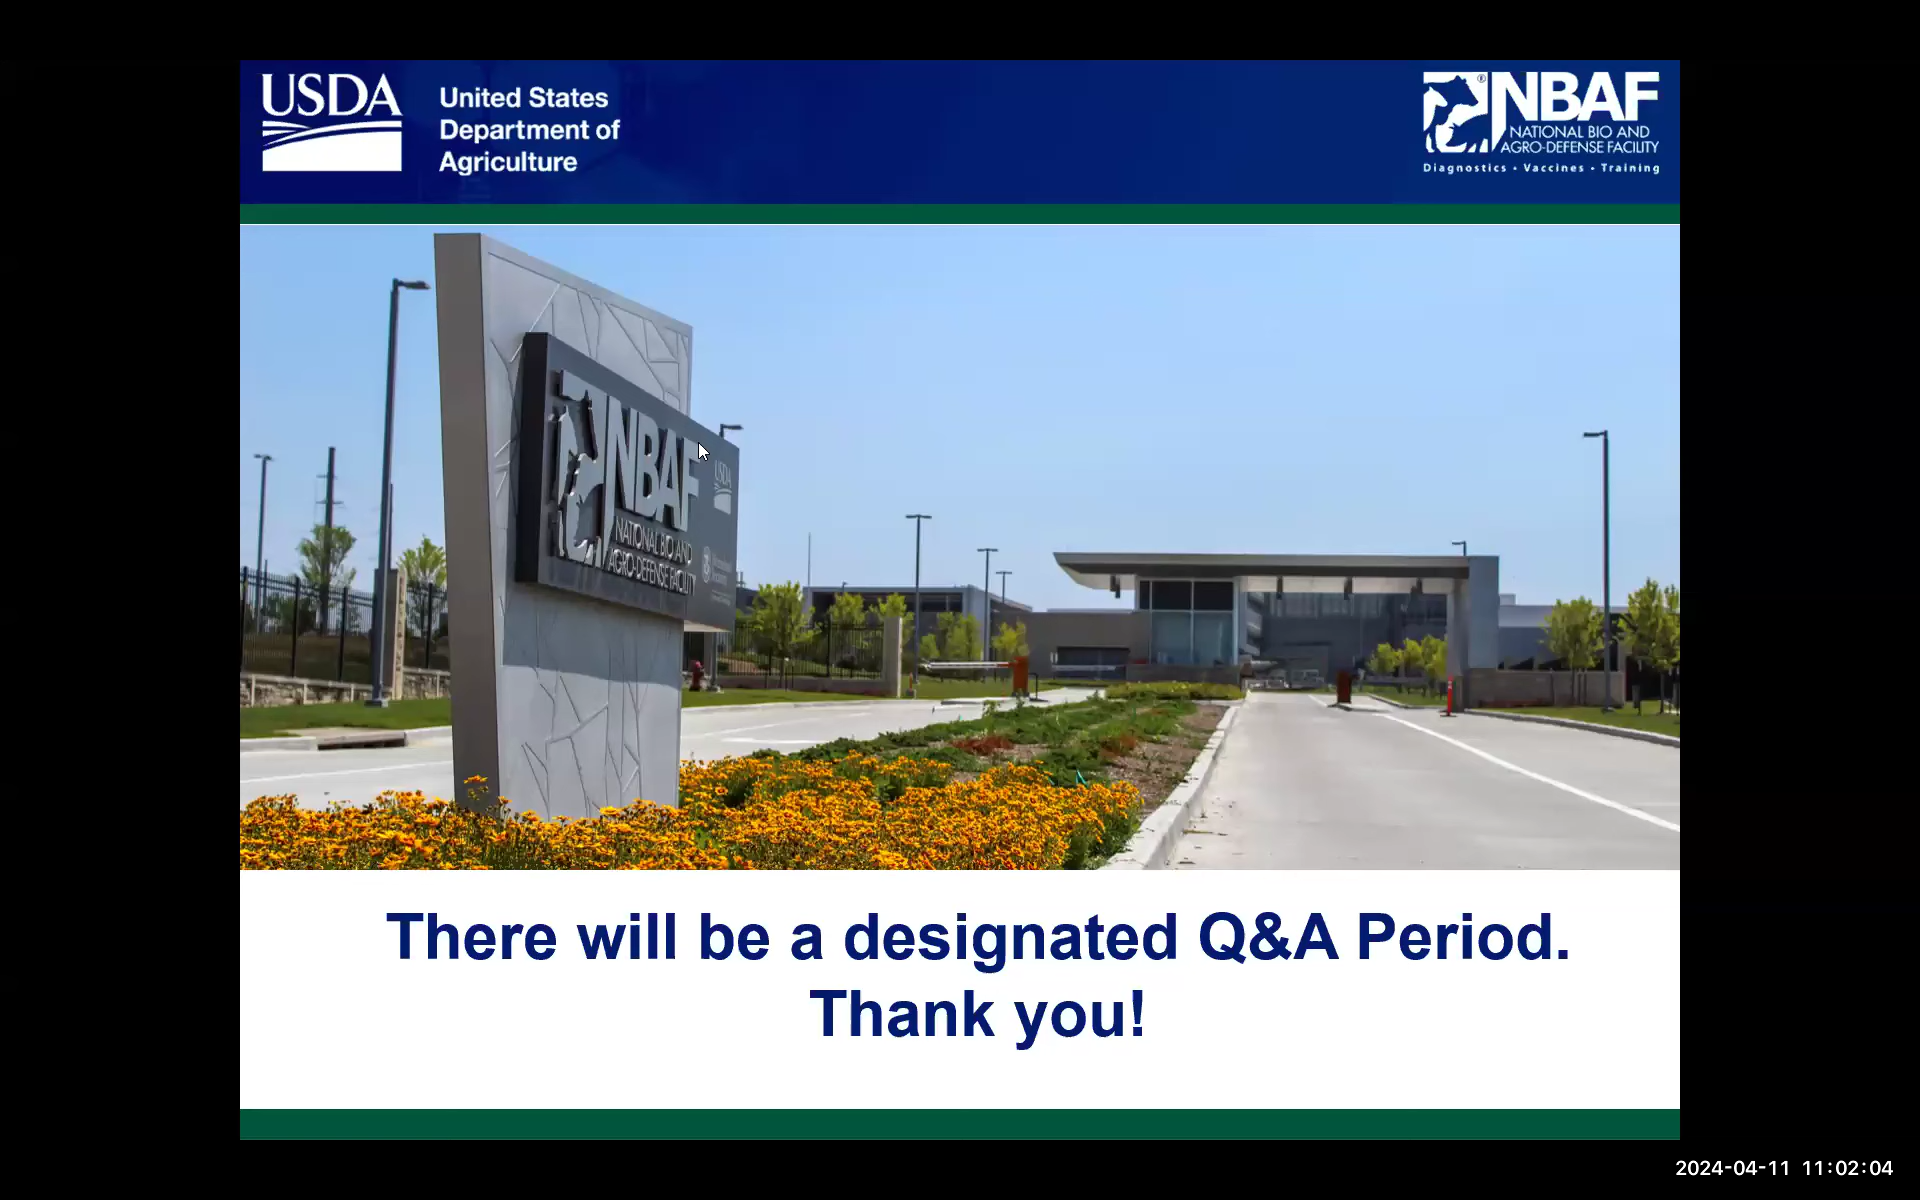 USDA
United States
Department of
Agriculture
NBAF
NATIONAL BIO AND
AGRO-DEFENSE FACILITY
Diagnostics • Vaccines • Training
NBAF
NATIONAL BIO AND
AGRO-DEFENSE FACILITY
USDA
There will be a designated Q&A Period.
Thank you!
2024-04-11 11:02:04